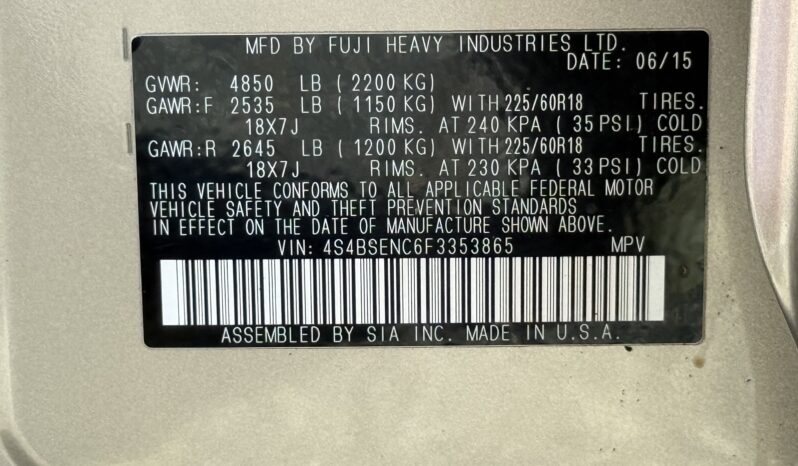 MFD BY FUJI HEAVY INDUSTRIES LTD.
DATE: 06/15
GVWR: 4850 LB (2200 KG)
GAWR:F 2535 LB (1150 KG) WITH 225/60R18 TIRES.
18X7J RIMS. AT 240 KPA (35 PSI) COLD
GAWR:R 2645 LB (1200 KG) WITH 225/60R18 TIRES.
18X7J RIMS. AT 230 KPA (33 PSI) COLD
THIS VEHICLE CONFORMS TO ALL APPLICABLE FEDERAL MOTOR
VEHICLE SAFETY AND THEFT PREVENTION STANDARDS
IN EFFECT ON THE DATE OF MANUFACTURE SHOWN ABOVE.
VIN: 4S4BSENC6F3353865 MPV
ASSEMBLED BY SIA INC. MADE IN U.S.A.